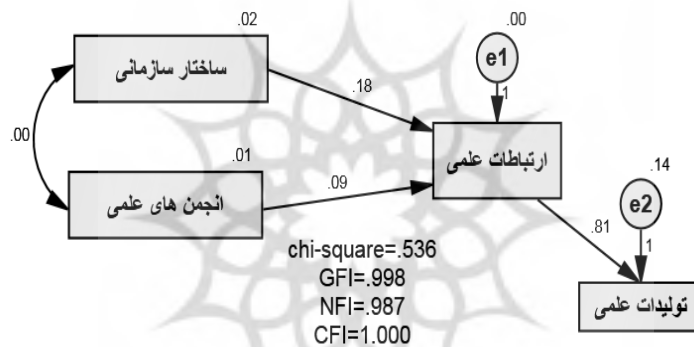 .02
ساختار سازمانی
.00
e1
1
.18
.00
ارتباطات علمی
.01
انجمن های علمی
.09
.14
e2
1
.81
تولیدات علمی
chi-square=.536
GFI=.998
NFI=.987
CFI=1.000